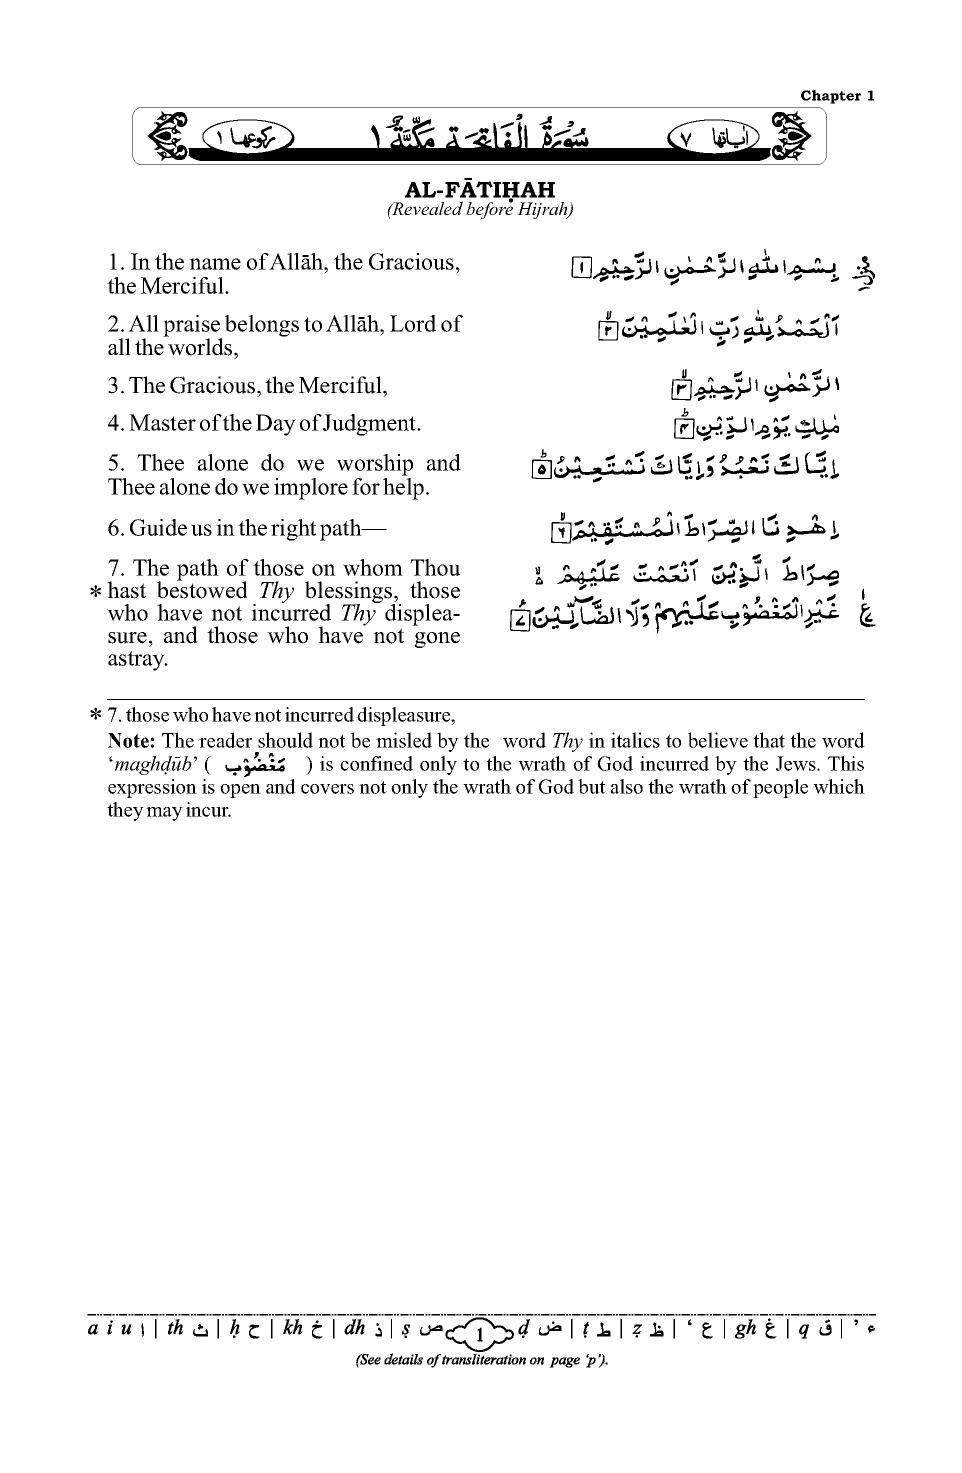 Chapter 1
رکوعها ١ سُوْرَةُ الْفَاتِحَةِ مَكِّيَّةٌ ١ اٰياتها ٧
AL-FĀTIḤAH
(Revealed before Hijrah)
1. In the name of Allāh, the Gracious,
the Merciful.
بِسْمِ اللّٰهِ الرَّحْمٰنِ الرَّحِيْمِ ١
2. All praise belongs to Allāh, Lord of
all the worlds,
اَلْحَمْدُ لِلّٰهِ رَبِّ الْعٰلَمِيْنَ ٢
3. The Gracious, the Merciful,
الرَّحْمٰنِ الرَّحِيْمِ ٣
4. Master of the Day of Judgment.
مٰلِكِ يَوْمِ الدِّيْنِ ٤
5. Thee alone do we worship and
Thee alone do we implore for help.
اِيَّاكَ نَعْبُدُ وَاِيَّاكَ نَسْتَعِيْنُ ٥
6. Guide us in the right path—
اِهْدِنَا الصِّرَاطَ الْمُسْتَقِيْمَ ٦
7. The path of those on whom Thou
* hast bestowed Thy blessings, those
who have not incurred Thy displea-
sure, and those who have not gone
astray.
صِرَاطَ الَّذِيْنَ اَنْعَمْتَ عَلَيْهِمْ
غَيْرِ الْمَغْضُوْبِ عَلَيْهِمْ وَلَا الضَّآلِّيْنَ ٧
* 7. those who have not incurred displeasure,
Note: The reader should not be misled by the word Thy in italics to believe that the word
‘maghḍūb’ ( مَغْضُوْب ) is confined only to the wrath of God incurred by the Jews. This
expression is open and covers not only the wrath of God but also the wrath of people which
they may incur.
a i u ا | th ث | ḥ ح | kh خ | dh ذ | ṣ ص 1 ḍ ض | ṭ ط | ẓ ظ | ‘ ع | gh غ | q ق | ’ ء
(See details of transliteration on page ‘p’).